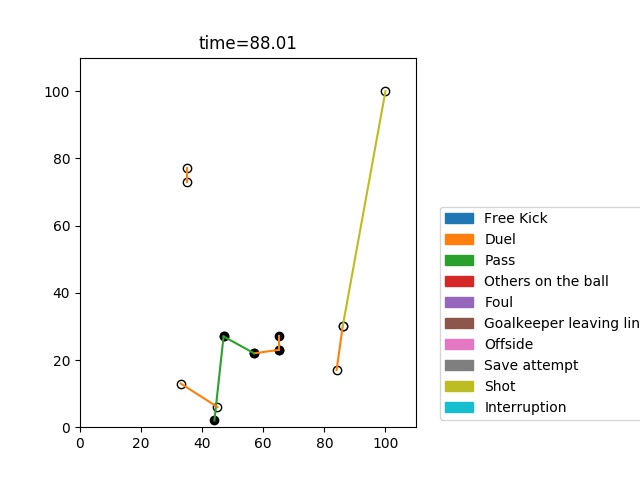 time=88.01
100
80
60
40
20
0
0 20 40 60 80 100
Free Kick
Duel
Pass
Others on the ball
Foul
Goalkeeper leaving lin
Offside
Save attempt
Shot
Interruption